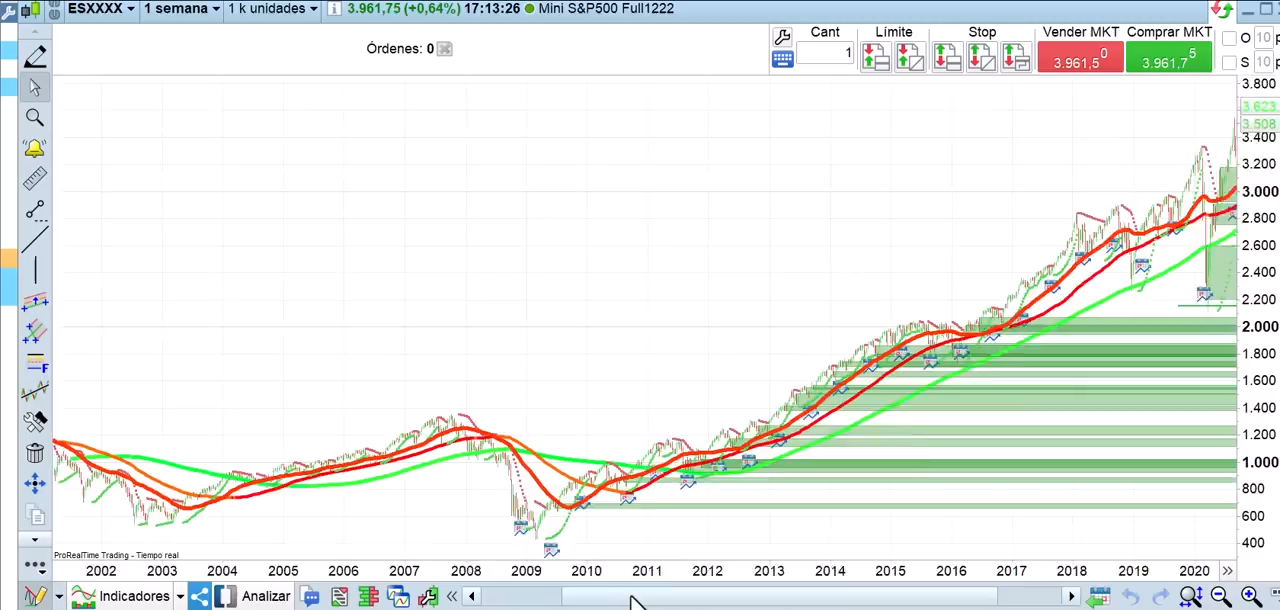 ESXXXX 1 semana 1 k unidades 3.961,75 (+0,64%) 17:13:26 Mini S&P500 Full1222
Órdenes: 0
Cant Límite Stop Vender MKT Comprar MKT
O 10 p
1
3.961,5 0
3.961,7 5
S 10 p
3.800
3.623
3.508
3.400
3.200
3.000
2.800
2.600
2.400
2.200
2.000
1.800
1.600
1.400
1.200
1.000
800
600
400
ProRealTime Trading - Tiempo real
2002 2003 2004 2005 2006 2007 2008 2009 2010 2011 2012 2013 2014 2015 2016 2017 2018 2019 2020 »
Indicadores Analizar «